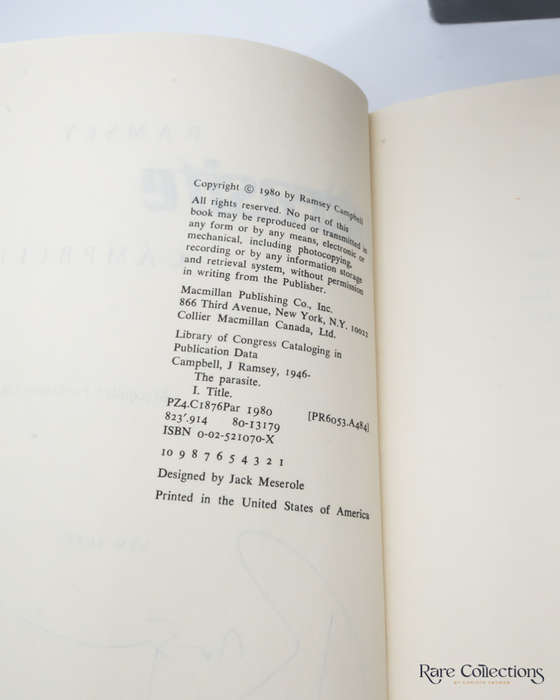 Copyright © 1980 by Ramsey Campbell
All rights reserved. No part of this
book may be reproduced or transmitted in
any form or by any means, electronic or
mechanical, including photocopying,
recording or by any information storage
and retrieval system, without permission
in writing from the Publisher.
Macmillan Publishing Co., Inc.
866 Third Avenue, New York, N.Y. 10022
Collier Macmillan Canada, Ltd.
Library of Congress Cataloging in
Publication Data
Campbell, J Ramsey, 1946-
The parasite.
I. Title.
PZ4.C1876Par 1980 [PR6053.A484]
823'.914 80-13179
ISBN 0-02-521070-X
10 9 8 7 6 5 4 3 2 1
Designed by Jack Meserole
Printed in the United States of America
Rare Collections